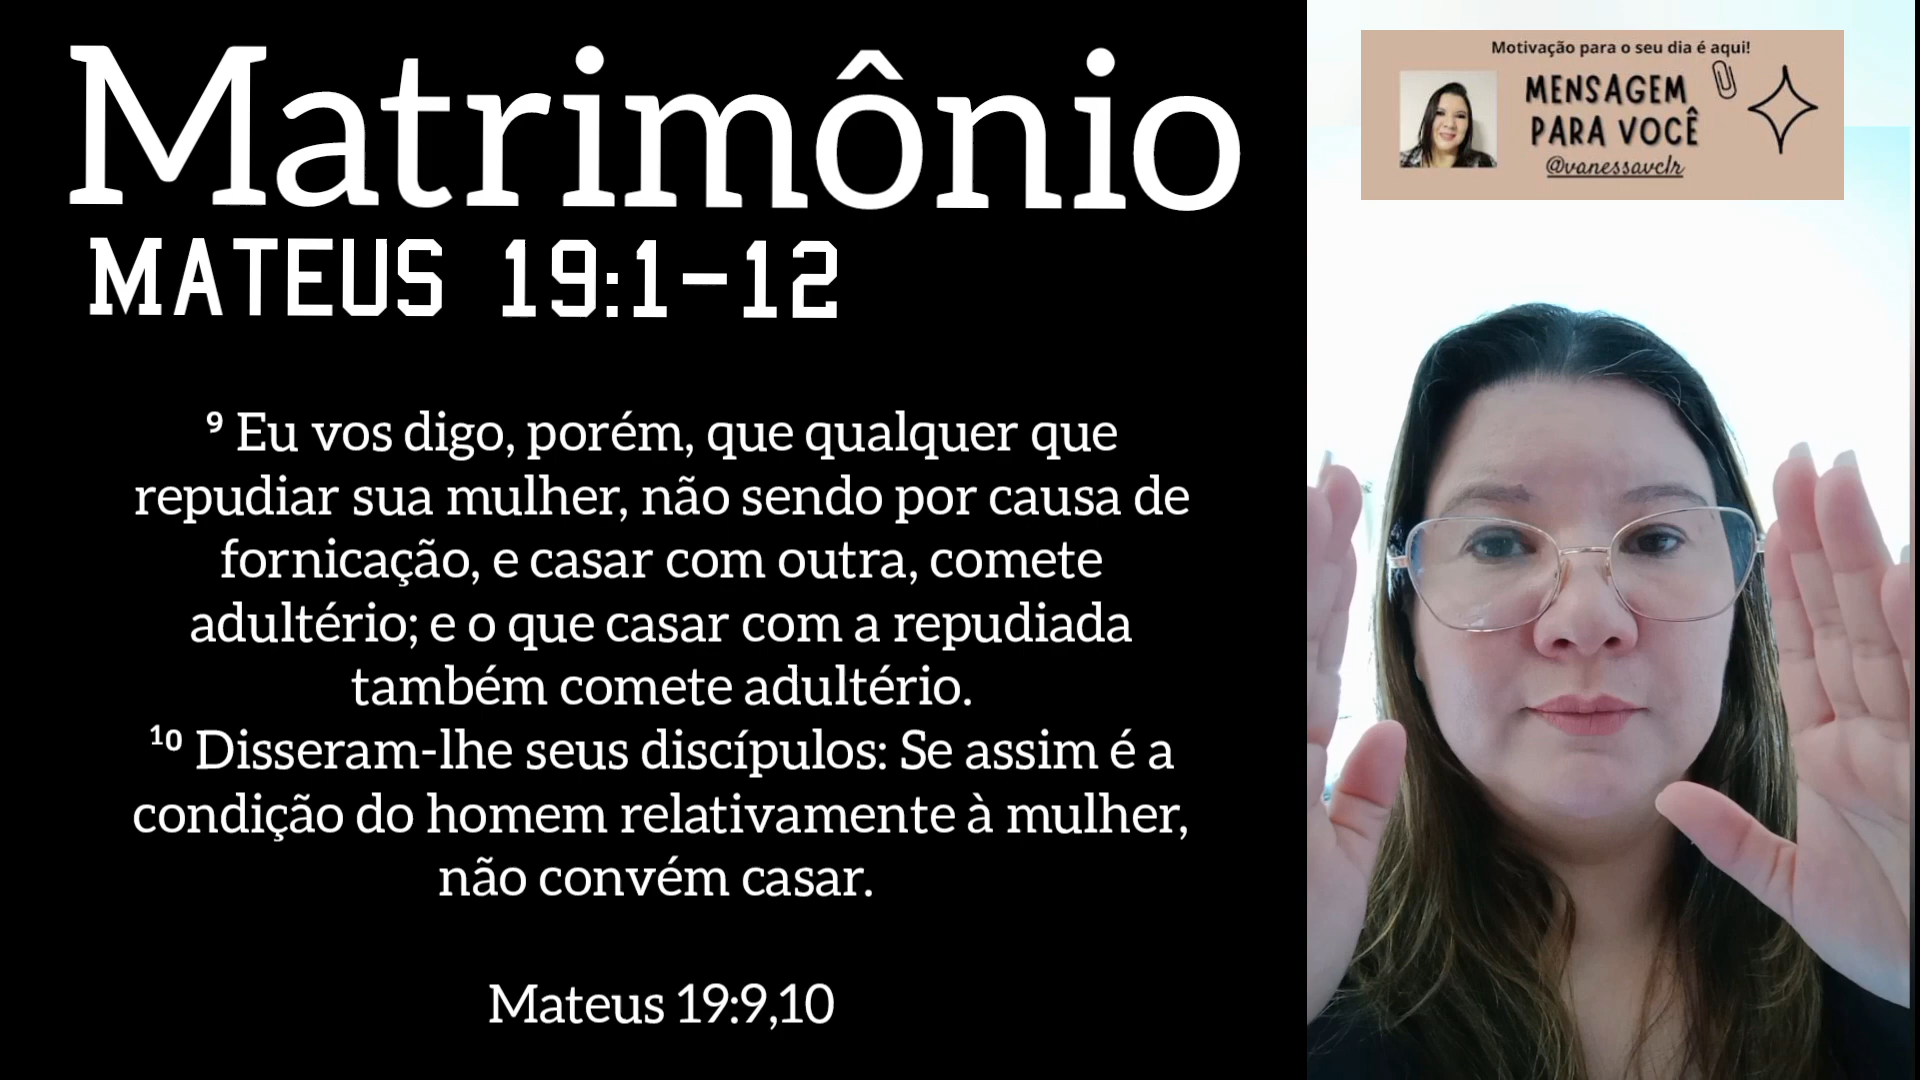 Matrimônio
MATEUS 19:1-12
⁹ Eu vos digo, porém, que qualquer que
repudiar sua mulher, não sendo por causa de
fornicação, e casar com outra, comete
adultério; e o que casar com a repudiada
também comete adultério.
¹⁰ Disseram-lhe seus discípulos: Se assim é a
condição do homem relativamente à mulher,
não convém casar.
Mateus 19:9,10
Motivação para o seu dia é aqui!
MENSAGEM
PARA VOCÊ
@vanessavclr